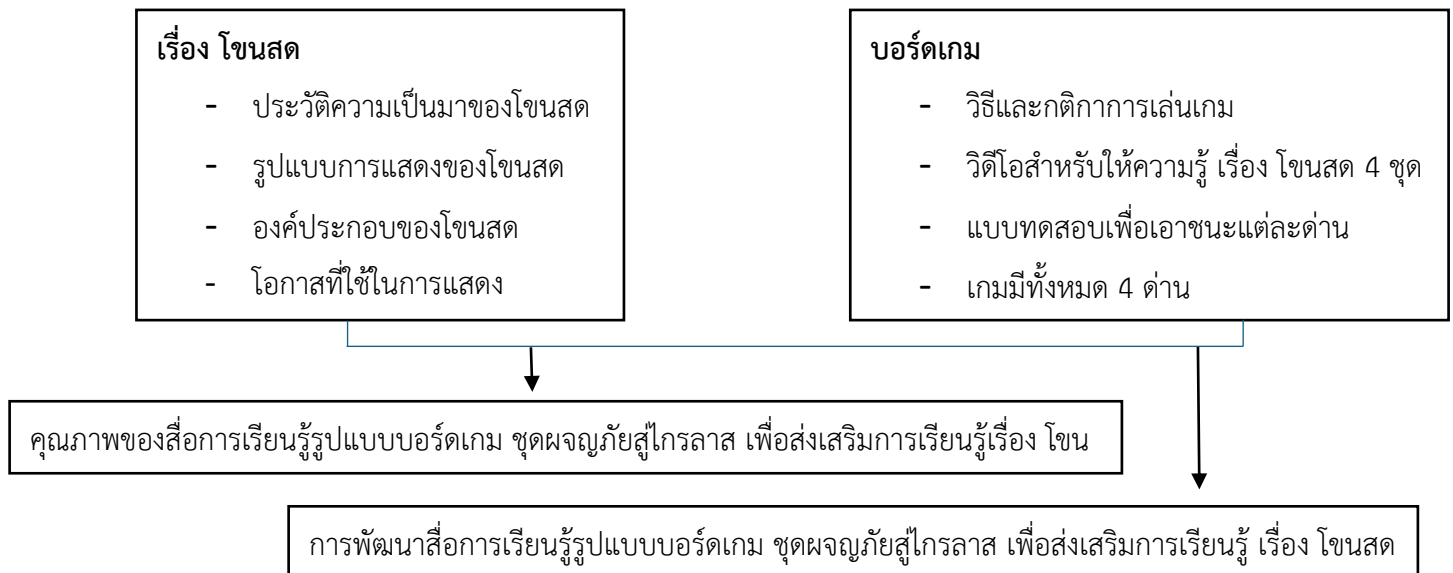 เรื่อง โขนสด
- ประวัติความเป็นมาของโขนสด
- รูปแบบการแสดงของโขนสด
- องค์ประกอบของโขนสด
- โอกาสที่ใช้ในการแสดง
บอร์ดเกม
- วิธีและกติกาการเล่นเกม
- วิดีโอสำหรับให้ความรู้ เรื่อง โขนสด 4 ชุด
- แบบทดสอบเพื่อเอาชนะแต่ละด่าน
- เกมมีทั้งหมด 4 ด่าน
คุณภาพของสื่อการเรียนรู้รูปแบบบอร์ดเกม ชุดผจญภัยสู่ไกรลาส เพื่อส่งเสริมการเรียนรู้เรื่อง โขน
การพัฒนาสื่อการเรียนรู้รูปแบบบอร์ดเกม ชุดผจญภัยสู่ไกรลาส เพื่อส่งเสริมการเรียนรู้ เรื่อง โขนสด